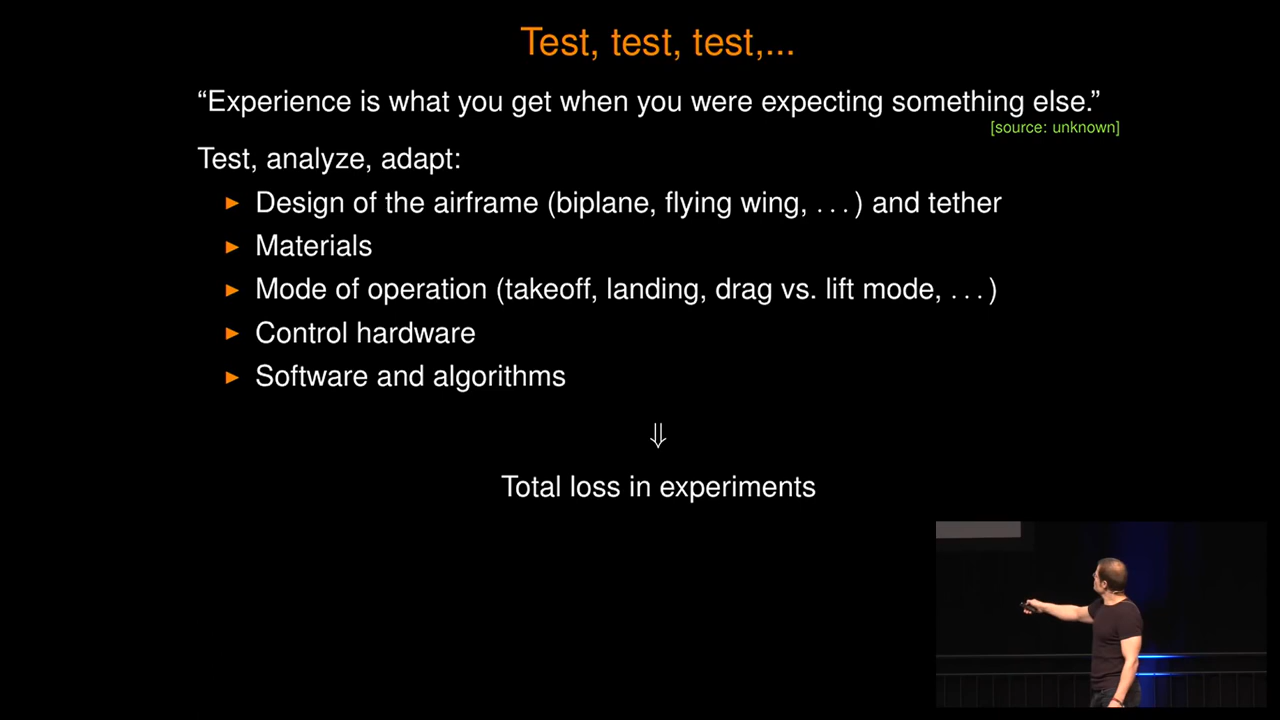 Test, test, test,...
“Experience is what you get when you were expecting something else.”
[source: unknown]
Test, analyze, adapt:
► Design of the airframe (biplane, flying wing, . . . ) and tether
► Materials
► Mode of operation (takeoff, landing, drag vs. lift mode, . . . )
► Control hardware
► Software and algorithms
⇓
Total loss in experiments